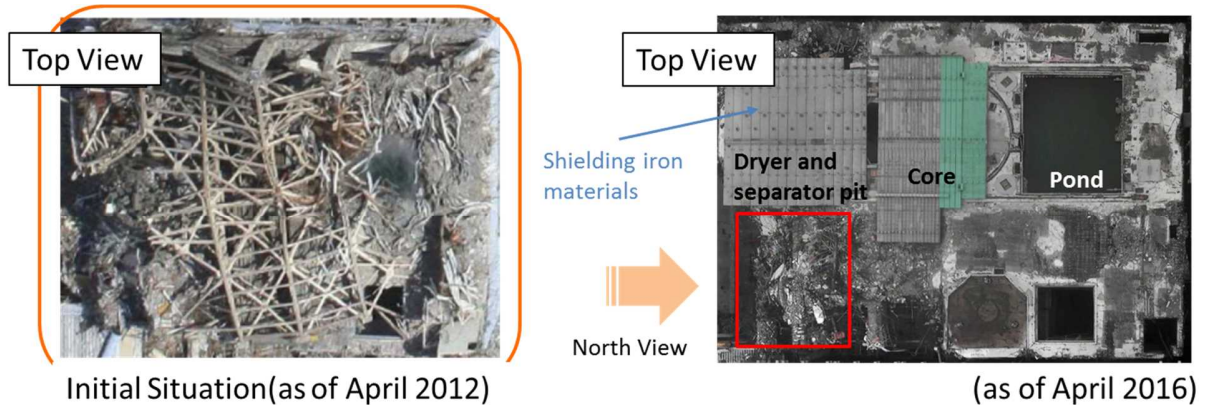 Top View
Initial Situation(as of April 2012)
Shielding iron
materials
North View
Top View
Dryer and
separator pit
Core
Pond
(as of April 2016)